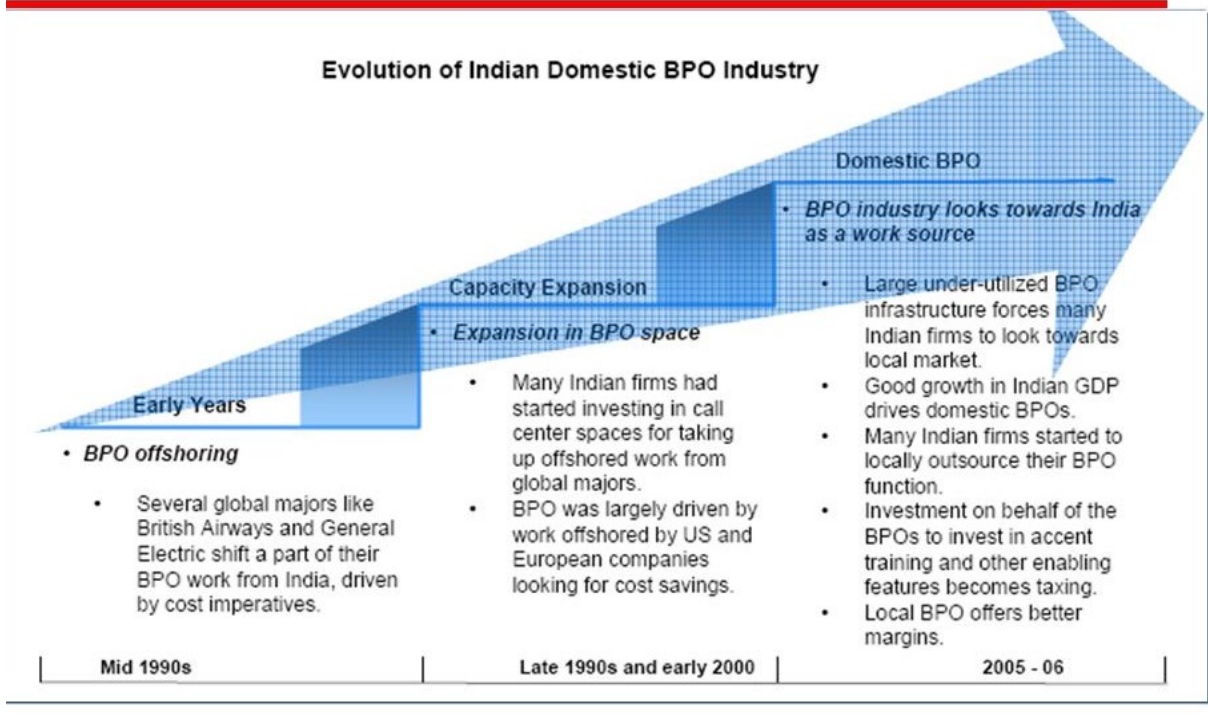 Evolution of Indian Domestic BPO Industry
Early Years
• BPO offshoring
• Several global majors like
British Airways and General
Electric shift a part of their
BPO work from India, driven
by cost imperatives.
Capacity Expansion
• Expansion in BPO space
• Many Indian firms had
started investing in call
center spaces for taking
up offshored work from
global majors.
• BPO was largely driven by
work offshored by US and
European companies
looking for cost savings.
Domestic BPO
• BPO industry looks towards India
as a work source
• Large under-utilized BPO
infrastructure forces many
Indian firms to look towards
local market.
• Good growth in Indian GDP
drives domestic BPOs.
• Many Indian firms started to
locally outsource their BPO
function.
• Investment on behalf of the
BPOs to invest in accent
training and other enabling
features becomes taxing.
• Local BPO offers better
margins.
Mid 1990s
Late 1990s and early 2000
2005 - 06